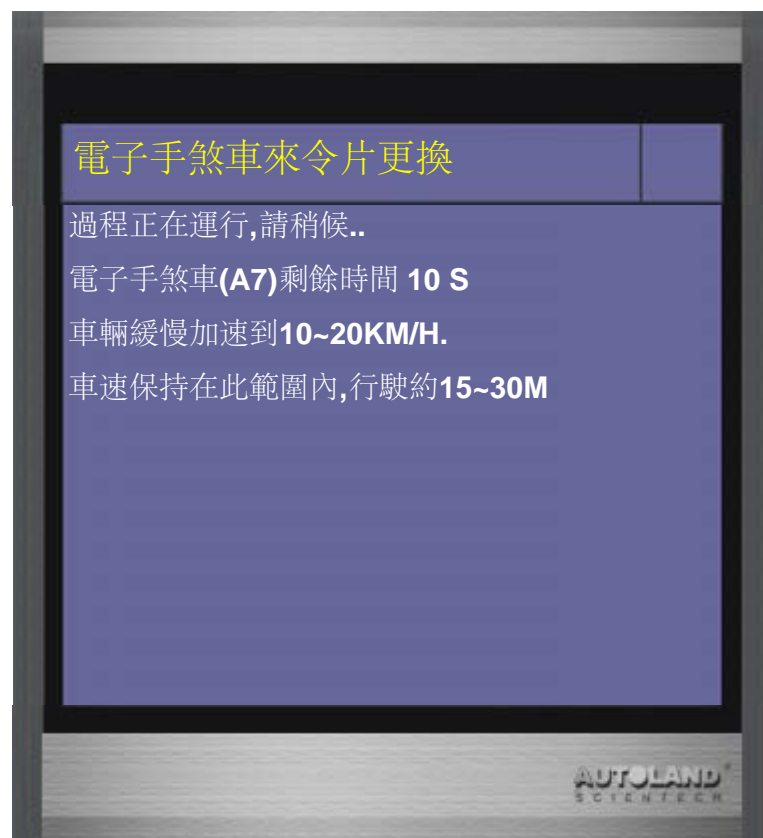 電子手煞車來令片更換
過程正在運行,請稍候..
電子手煞車(A7)剩餘時間 10 S
車輛緩慢加速到10~20KM/H.
車速保持在此範圍內,行駛約15~30M
AUTOLAND
SCIENTECH